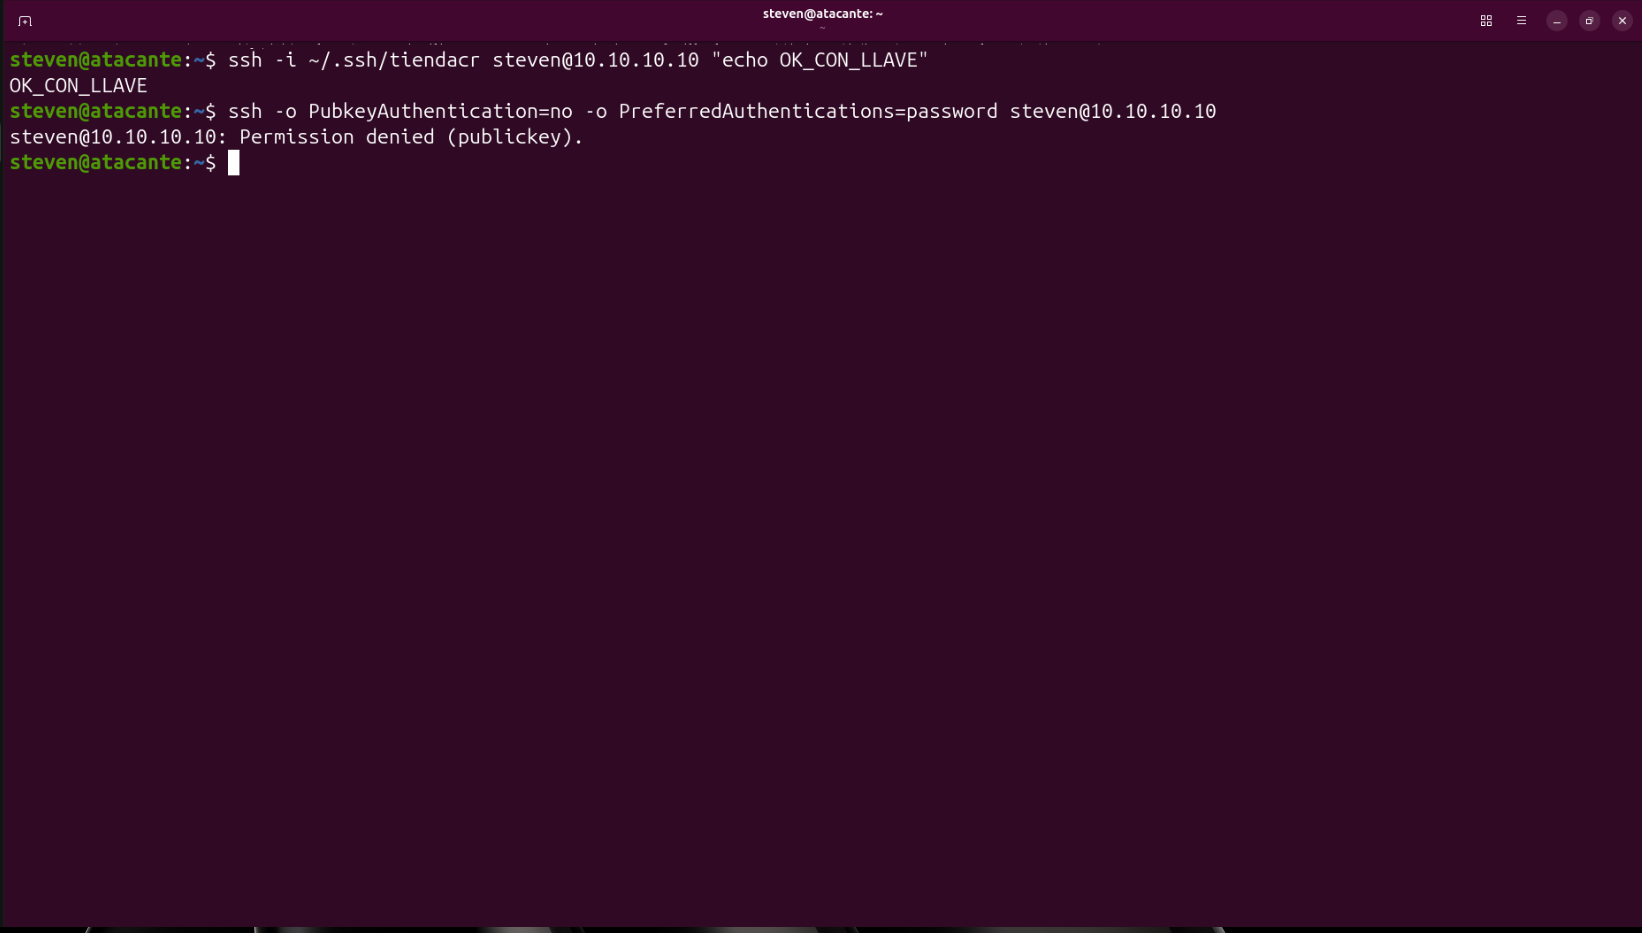 steven@atacante: ~
~
steven@atacante:~$ ssh -i ~/.ssh/tiendacr steven@10.10.10.10 "echo OK_CON_LLAVE"
OK_CON_LLAVE
steven@atacante:~$ ssh -o PubkeyAuthentication=no -o PreferredAuthentications=password steven@10.10.10.10
steven@10.10.10.10: Permission denied (publickey).
steven@atacante:~$